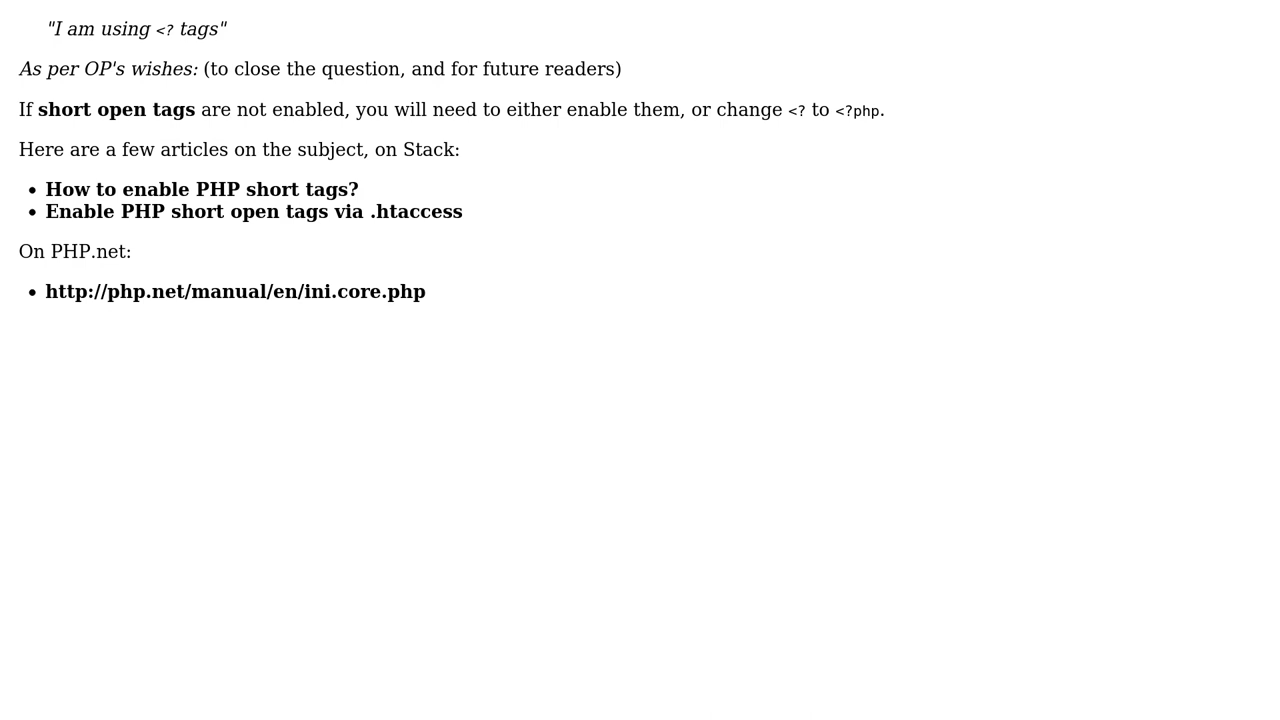 "I am using <? tags"
As per OP's wishes: (to close the question, and for future readers)
If short open tags are not enabled, you will need to either enable them, or change <? to <?php.
Here are a few articles on the subject, on Stack:
• How to enable PHP short tags?
• Enable PHP short open tags via .htaccess
On PHP.net:
• http://php.net/manual/en/ini.core.php